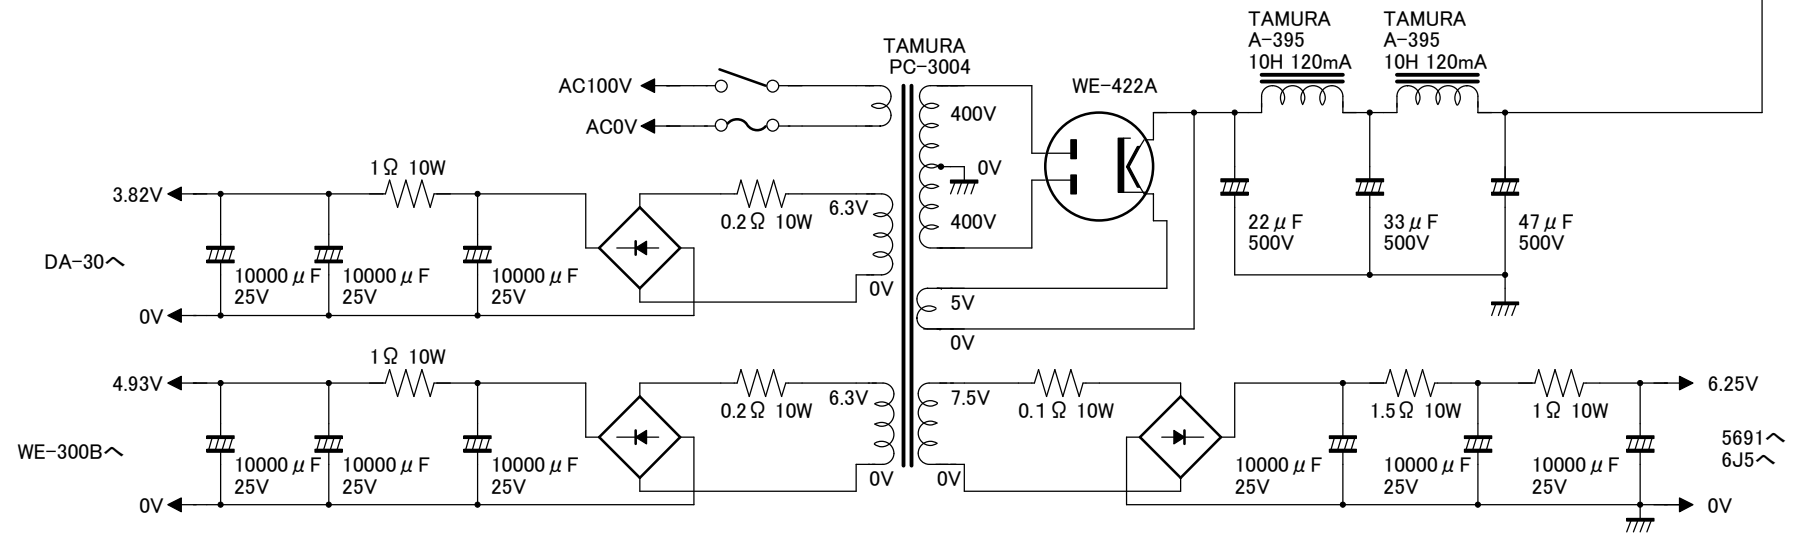 TAMURA
A-395
10H 120mA
TAMURA
A-395
10H 120mA
TAMURA
PC-3004
AC100V
AC0V
WE-422A
400V
0V
400V
1Ω 10W
3.82V
0.2Ω 10W
6.3V
22μF
500V
33μF
500V
47μF
500V
DA-30へ
10000μF
25V
10000μF
25V
10000μF
25V
0V
0V
5V
0V
1Ω 10W
4.93V
0.2Ω 10W
6.3V
7.5V
0.1Ω 10W
1.5Ω 10W
1Ω 10W
6.25V
WE-300Bへ
10000μF
25V
10000μF
25V
10000μF
25V
0V
0V
0V
10000μF
25V
10000μF
25V
10000μF
25V
5691へ
6J5へ
0V